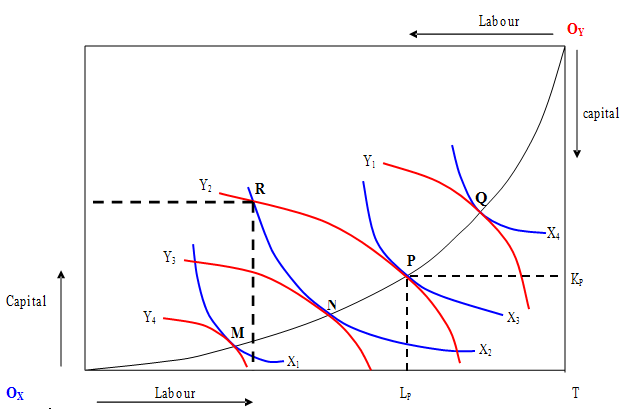 Labour
O_Y
capital
Y₁
Y₂
R
Q
X₄
Y₃
P
K_P
Capital
Y₄
N
X₃
M
X₂
X₁
O_X
Labour
L_P
T